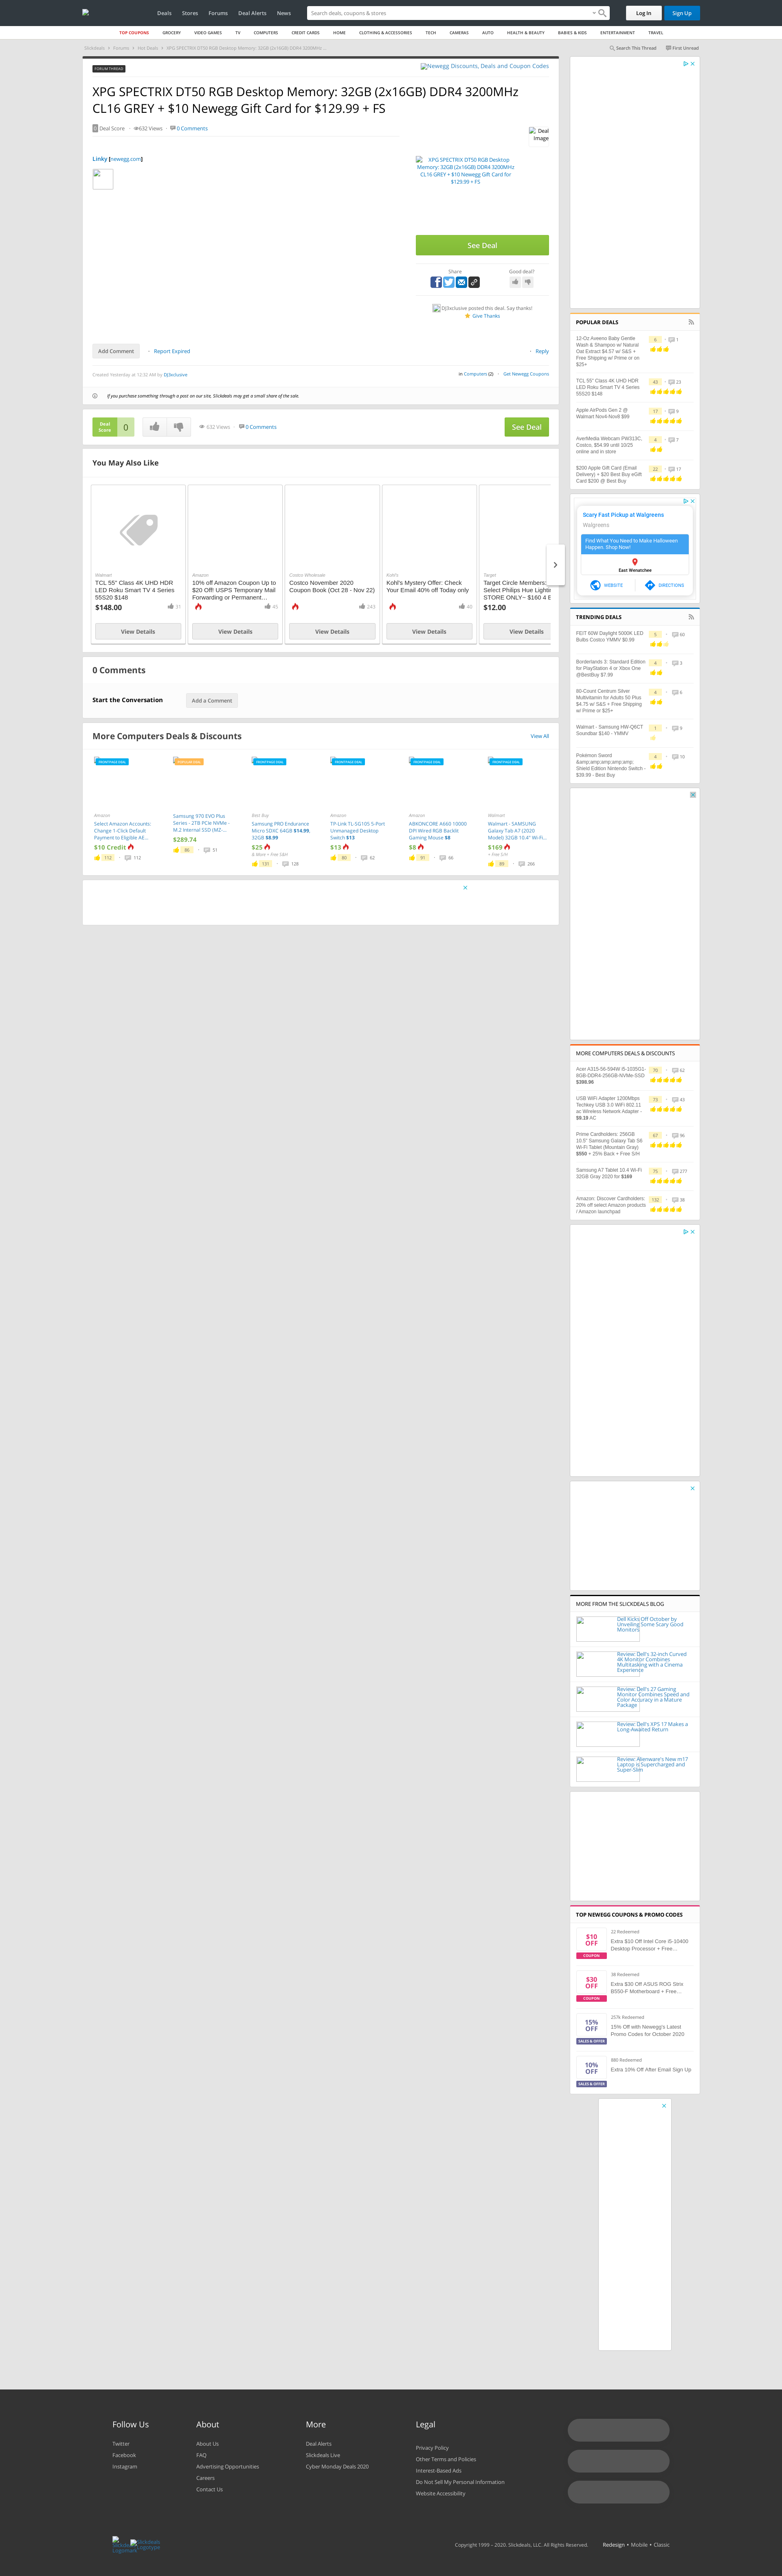 Deals
Stores
Forums
Deal Alerts
News
Search deals, coupons & stores
Log In
Sign Up
TOP COUPONS
GROCERY
VIDEO GAMES
TV
COMPUTERS
CREDIT CARDS
HOME
CLOTHING & ACCESSORIES
TECH
CAMERAS
AUTO
HEALTH & BEAUTY
BABIES & KIDS
ENTERTAINMENT
TRAVEL
Slickdeals > Forums > Hot Deals > XPG SPECTRIX DT50 RGB Desktop Memory: 32GB (2x16GB) DDR4 3200MHz ...
Search This Thread
First Unread
FORUM THREAD
Newegg Discounts, Deals and Coupon Codes
XPG SPECTRIX DT50 RGB Desktop Memory: 32GB (2x16GB) DDR4 3200MHz
CL16 GREY + $10 Newegg Gift Card for $129.99 + FS
0 Deal Score
632 Views
0 Comments
Deal
Image
Linky [newegg.com]
XPG SPECTRIX DT50 RGB Desktop
Memory: 32GB (2x16GB) DDR4 3200MHz
CL16 GREY + $10 Newegg Gift Card for
$129.99 + FS
See Deal
Share
Good deal?
DJ3xclusive posted this deal. Say thanks!
Give Thanks
Add Comment
Report Expired
Reply
Created Yesterday at 12:32 AM by DJ3xclusive
in Computers (2)
Get Newegg Coupons
If you purchase something through a post on our site, Slickdeals may get a small share of the sale.
Deal
Score
0
632 Views
0 Comments
See Deal
You May Also Like
Walmart
TCL 55" Class 4K UHD HDR
LED Roku Smart TV 4 Series
55S20 $148
$148.00
31
View Details
Amazon
10% off Amazon Coupon Up to
$20 Off! USPS Temporary Mail
Forwarding or Permanent...
45
View Details
Costco Wholesale
Costco November 2020
Coupon Book (Oct 28 - Nov 22)
243
View Details
Kohl's
Kohl's Mystery Offer: Check
Your Email 40% off Today only
46
View Details
Target
Target Circle Members:
Select Philips Hue Lightin
STORE ONLY~ $160 4 B
$12.00
View Details
0 Comments
Start the Conversation
Add a Comment
More Computers Deals & Discounts
View All
FRONTPAGE DEAL
Amazon
Select Amazon Accounts:
Change 1-Click Default
Payment to Eligible AE...
$10 Credit
112
112
POPULAR DEAL
Samsung 970 EVO Plus
Series - 2TB PCIe NVMe -
M.2 Internal SSD (MZ-...
$289.74
36
51
FRONTPAGE DEAL
Best Buy
Samsung PRO Endurance
Micro SDXC 64GB $14.99,
32GB $8.99
$25
& More + Free S&H
131
128
FRONTPAGE DEAL
Amazon
TP-Link TL-SG105 5-Port
Unmanaged Desktop
Switch $13
$13
80
62
FRONTPAGE DEAL
Amazon
ABKONCORE A660 10000
DPI Wired RGB Backlit
Gaming Mouse $8
$8
91
66
FRONTPAGE DEAL
Walmart
Walmart - SAMSUNG
Galaxy Tab A7 (2020
Model) 32GB 10.4" Wi-Fi...
$169
+ Free S/H
89
266
POPULAR DEALS
12-Oz Aveeno Baby Gentle
Wash & Shampoo w/ Natural
Oat Extract $4.57 w/ S&S +
Free Shipping w/ Prime or on
$25+
6
1
TCL 55" Class 4K UHD HDR
LED Roku Smart TV 4 Series
55S20 $148
43
23
Apple AirPods Gen 2 @
Walmart Nov4-Nov8 $99
17
9
AverMedia Webcam PW313C,
Costco, $54.99 until 10/25
online and in store
4
7
$200 Apple Gift Card (Email
Delivery) + $20 Best Buy eGift
Card $200 @ Best Buy
22
17
Scary Fast Pickup at Walgreens
Walgreens
Find What You Need to Make Halloween
Happen. Shop Now!
East Wenatchee
WEBSITE
DIRECTIONS
TRENDING DEALS
FEIT 60W Daylight 5000K LED
Bulbs Costco YMMV $0.99
5
60
Borderlands 3: Standard Edition
for PlayStation 4 or Xbox One
@BestBuy $7.99
4
3
80-Count Centrum Silver
Multivitamin for Adults 50 Plus
$4.75 w/ S&S + Free Shipping
w/ Prime or $25+
4
6
Walmart - Samsung HW-Q6CT
Soundbar $140 - YMMV
1
9
Pokémon Sword
&amp;amp;amp;amp;amp;
Shield Edition Nintendo Switch -
$39.99 - Best Buy
4
10
MORE COMPUTERS DEALS & DISCOUNTS
Acer A315-56-594W i5-1035G1-
8GB-DDR4-256GB-NVMe-SSD
$380.96
70
62
USB WiFi Adapter 1200Mbps
Techkey USB 3.0 WiFi 802.11
ac Wireless Network Adapter -
$9.18 AC
73
43
Prime Cardholders: 256GB
10.5" Samsung Galaxy Tab S6
Wi-Fi Tablet (Mountain Gray)
$550 + 25% Back + Free S/H
67
96
Samsung A7 Tablet 10.4 Wi-Fi
32GB Gray 2020 for $169
75
277
Amazon: Discover Cardholders:
20% off select Amazon products
/ Amazon launchpad
132
38
MORE FROM THE SLICKDEALS BLOG
Dell Kicks Off October by
Unveiling Some Scary Good
Monitors
Review: Dell's 32-inch Curved
4K Monitor Combines
Multitasking with a Cinema
Experience
Review: Dell's 27 Gaming
Monitor Combines Speed and
Color Accuracy in a Mature
Package
Review: Dell's XPS 17 Makes a
Long-Awaited Return
Review: Alienware's New m17
Laptop is Supercharged and
Super-Slim
TOP NEWEGG COUPONS & PROMO CODES
$10
OFF
COUPON
22 Redeemed
Extra $10 Off Intel Core i5-10400
Desktop Processor + Free...
$30
OFF
COUPON
38 Redeemed
Extra $30 Off ASUS ROG Strix
B550-F Motherboard + Free...
15%
OFF
SALES & OFFER
2576 Redeemed
15% Off with Newegg's Latest
Promo Codes for October 2020
10%
OFF
SALES & OFFER
880 Redeemed
Extra 10% Off After Email Sign Up
Follow Us
Twitter
Facebook
Instagram
About
About Us
FAQ
Advertising Opportunities
Careers
Contact Us
More
Deal Alerts
Slickdeals Live
Cyber Monday Deals 2020
Legal
Privacy Policy
Other Terms and Policies
Interest-Based Ads
Do Not Sell My Personal Information
Website Accessibility
Slickdeals
Logotype
Copyright 1999 – 2020. Slickdeals, LLC. All Rights Reserved.
Redesign • Mobile • Classic